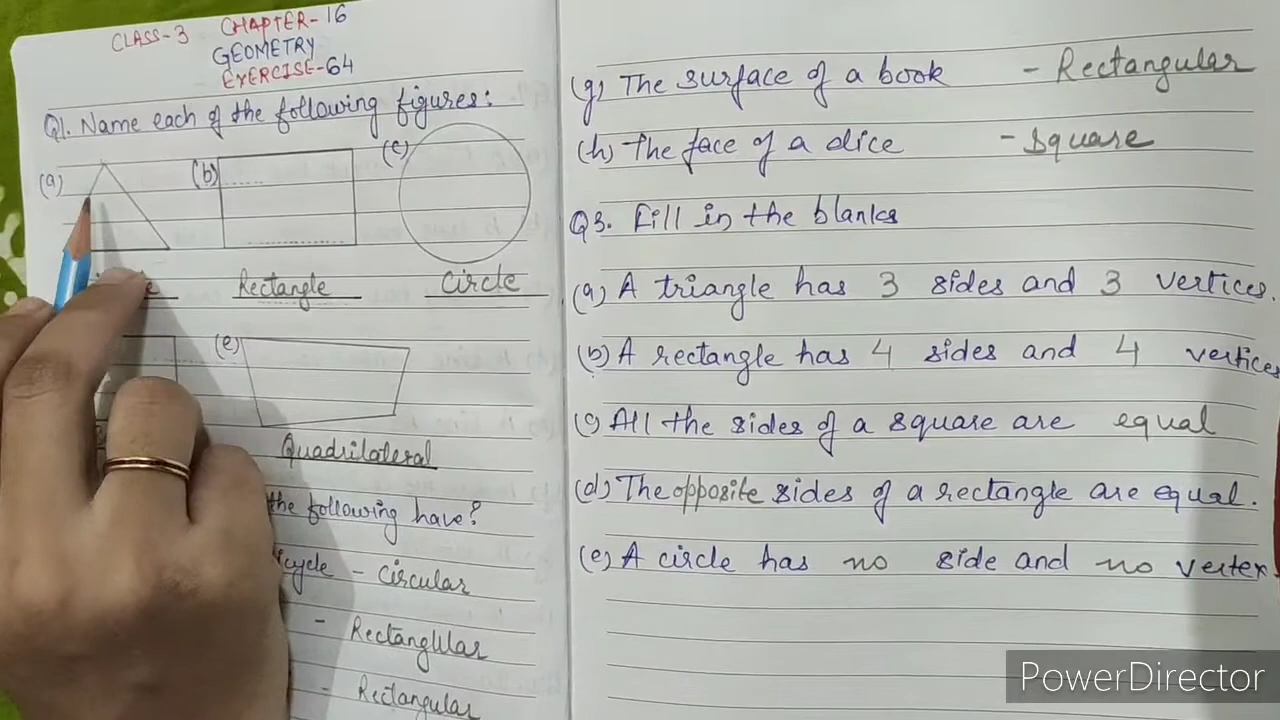 CLASS-3 CHAPTER-16
GEOMETRY
EXERCISE-64
Q1. Name each of the following figures:
(a) (b) (c)
Rectangle Circle
(e)
Quadrilateral
the following have?
cycle - Circular
- Rectangular
- Rectangular
(g) The surface of a book - Rectangular
(h) The face of a dice - Square
Q3. Fill in the blanks
(a) A triangle has 3 sides and 3 vertices.
(b) A rectangle has 4 sides and 4 vertices
(c) All the sides of a square are equal
(d) The opposite sides of a rectangle are equal.
(e) A circle has no side and no vertex
PowerDirector